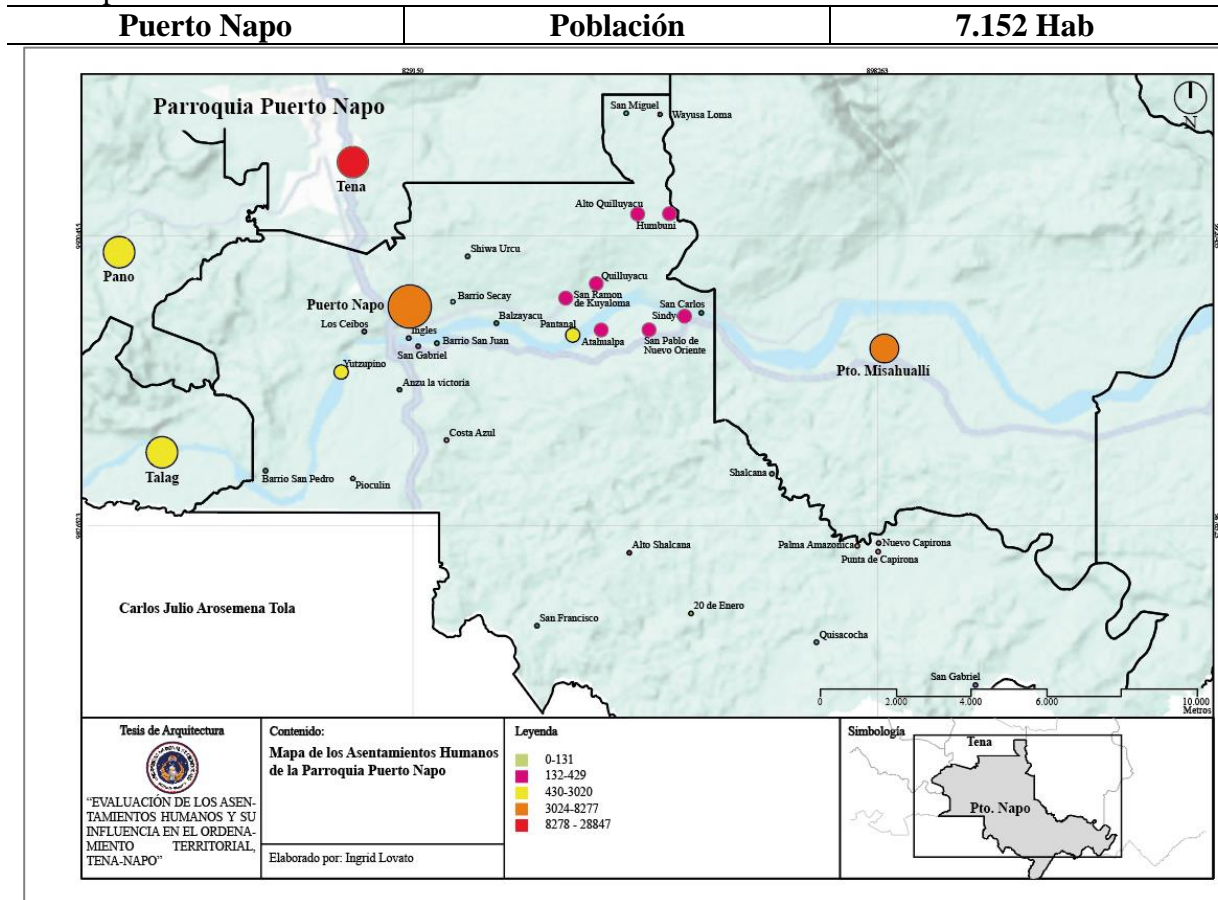 Puerto Napo Población 7.152 Hab
829150 898263
Parroquia Puerto Napo
N
San Miguel
Wayusa Loma
Tena
Alto Quilluyacu
Humbuni
Pano
Shiwa Urcu
Quilluyacu
Puerto Napo
Barrio Secay
San Ramon
de Kuyaloma
San Carlos
Sindy
Los Ceibos
Balzayacu
Pantanal
Ingles
Barrio San Juan
Atahualpa
San Pablo de
Nuevo Oriente
San Gabriel
Yutzupino
Pto. Misahuallí
Anzu la victoria
Costa Azul
Talag
Barrio San Pedro
Pioculin
Shalcana
Alto Shalcana
Palma Amazonica
Nuevo Capirona
Punta de Capirona
Carlos Julio Arosemena Tola
San Francisco
20 de Enero
Quisacocha
San Gabriel
0 2.000 4.000 6.000 10.000
Metros
Tesis de Arquitectura
"EVALUACIÓN DE LOS ASEN-
TAMIENTOS HUMANOS Y SU
INFLUENCIA EN EL ORDENA-
MIENTO TERRITORIAL,
TENA-NAPO"
Contenido:
Mapa de los Asentamientos Humanos
de la Parroquia Puerto Napo
Elaborado por: Ingrid Lovato
Leyenda
0-131
132-429
430-3020
3024-8277
8278 - 28847
Simbología
Tena
Pto. Napo